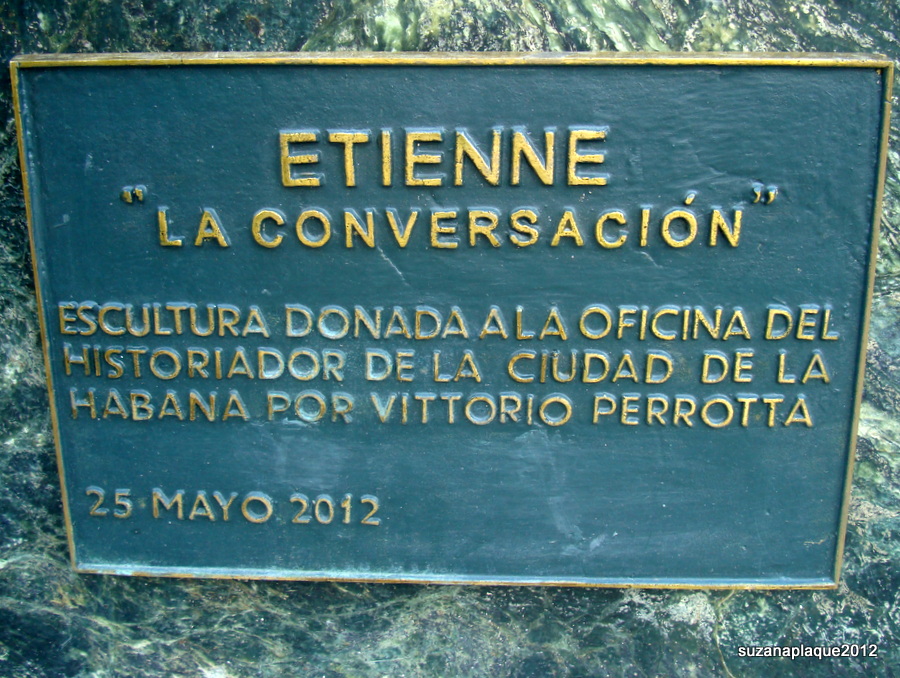 ETIENNE
"LA CONVERSACIÓN"
ESCULTURA DONADA A LA OFICINA DEL
HISTORIADOR DE LA CIUDAD DE LA
HABANA POR VITTORIO PERROTTA
25 MAYO 2012
suzanaplaque2012